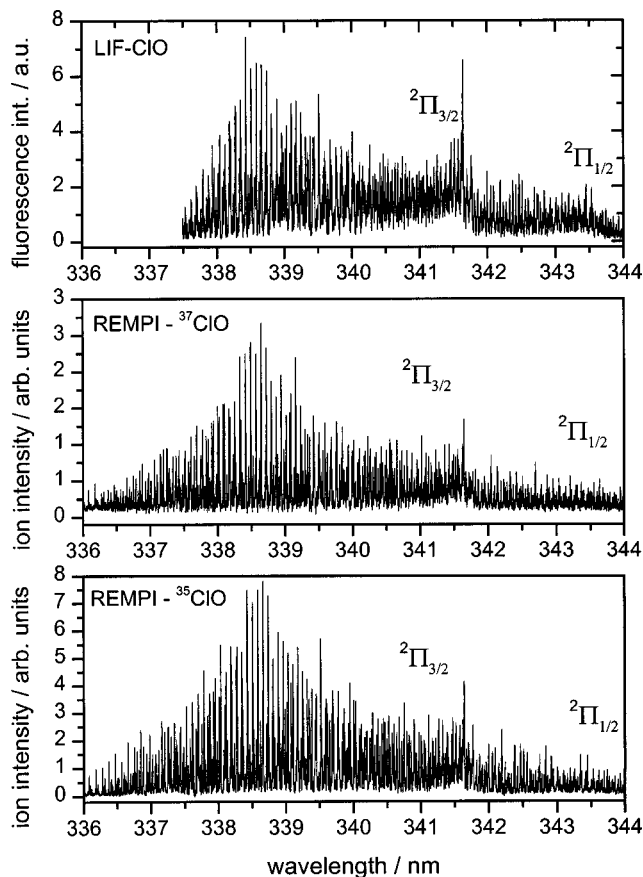 fluorescence int. / a.u.
8
6
4
2
0
LIF-ClO
²Π₃/₂
²Π₁/₂
336 337 338 339 340 341 342 343 344
ion intensity / arb. units
3
3
2
2
1
1
0
REMPI - ³⁷ClO
²Π₃/₂
²Π₁/₂
336 337 338 339 340 341 342 343 344
ion intensity / arb. units
8
7
6
5
4
3
2
1
0
REMPI - ³⁵ClO
²Π₃/₂
²Π₁/₂
336 337 338 339 340 341 342 343 344
wavelength / nm